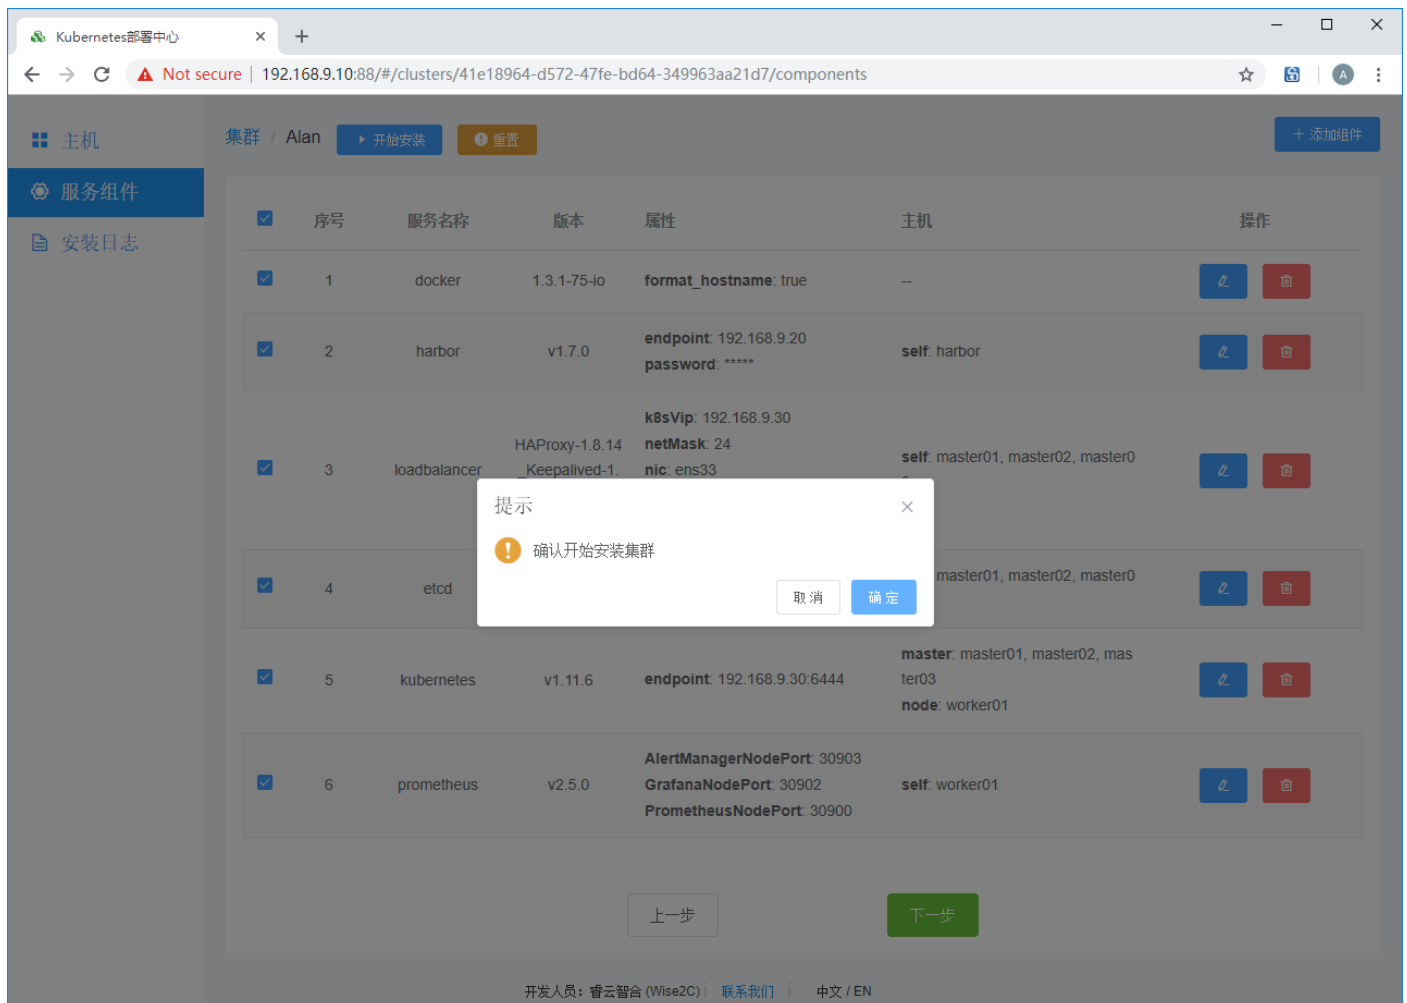 Kubernetes部署中心
Not secure 192.168.9.10:88/#/clusters/41e18964-d572-47fe-bd64-349963aa21d7/components
A
主机
服务组件
安装日志
集群 / Alan 开始安装 重置 + 添加组件
序号 服务名称 版本 属性 主机 操作
1 docker 1.3.1-75-io format_hostname: true --
2 harbor v1.7.0 endpoint: 192.168.9.20
password: *****
self: harbor
3 loadbalancer HAProxy-1.8.14
_Keepalived-1.
k8sVip: 192.168.9.30
netMask: 24
nic: ens33
self: master01, master02, master0
提示
确认开始安装集群
取消 确定
4 etcd master01, master02, master0
5 kubernetes v1.11.6 endpoint: 192.168.9.30:6444
master: master01, master02, mas
ter03
node: worker01
6 prometheus v2.5.0 AlertManagerNodePort: 30903
GrafanaNodePort: 30902
PrometheusNodePort: 30900
self: worker01
上一步 下一步
开发人员：睿云智合 (Wise2C) 联系我们 中文 / EN